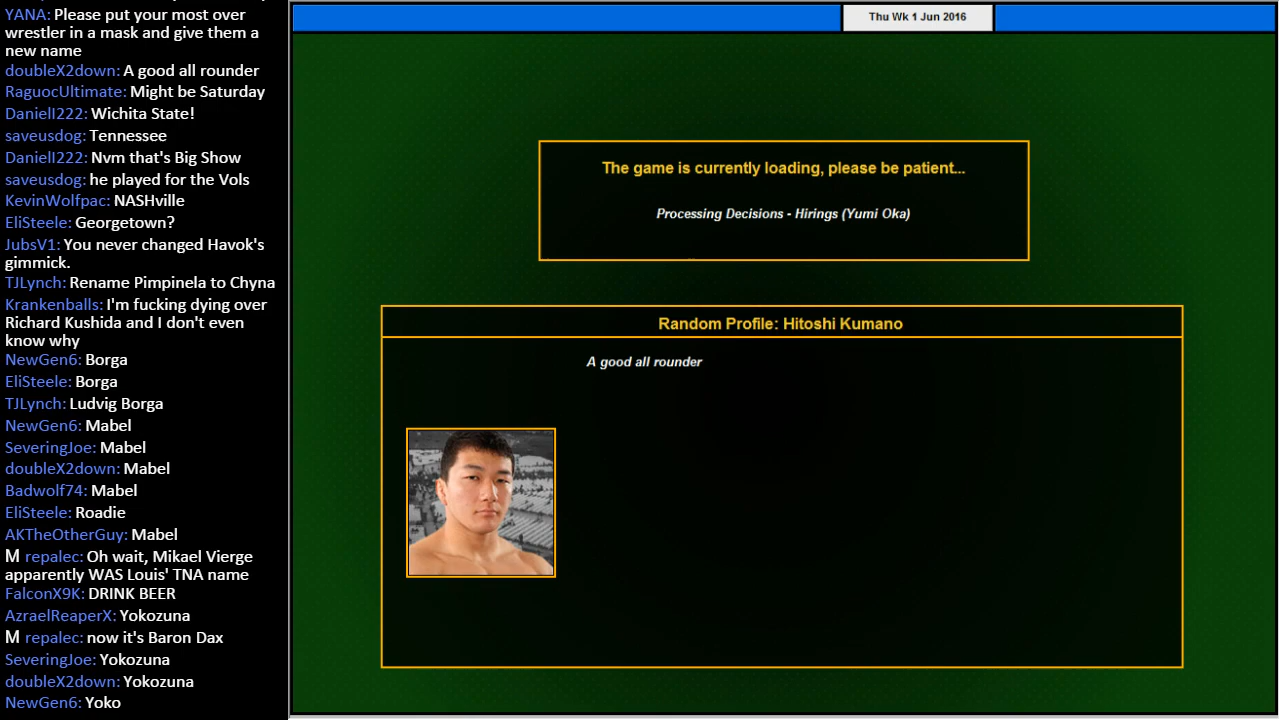 YANA: Please put your most over
wrestler in a mask and give them a
new name
doubleX2down: A good all rounder
RaguocUltimate: Might be Saturday
DanielI222: Wichita State!
saveusdog: Tennessee
DanielI222: Nvm that's Big Show
saveusdog: he played for the Vols
KevinWolfpac: NASHville
EliSteele: Georgetown?
JubsV1: You never changed Havok's
gimmick.
TJLynch: Rename Pimpinela to Chyna
Krankenballs: I'm fucking dying over
Richard Kushida and I don't even
know why
NewGen6: Borga
EliSteele: Borga
TJLynch: Ludvig Borga
NewGen6: Mabel
SeveringJoe: Mabel
doubleX2down: Mabel
Badwolf74: Mabel
EliSteele: Roadie
AKTheOtherGuy: Mabel
M repalec: Oh wait, Mikael Vierge
apparently WAS Louis' TNA name
FalconX9K: DRINK BEER
AzraelReaperX: Yokozuna
M repalec: now it's Baron Dax
SeveringJoe: Yokozuna
doubleX2down: Yokozuna
NewGen6: Yoko
Thu Wk 1 Jun 2016
The game is currently loading, please be patient...
Processing Decisions - Hirings (Yumi Oka)
Random Profile: Hitoshi Kumano
A good all rounder